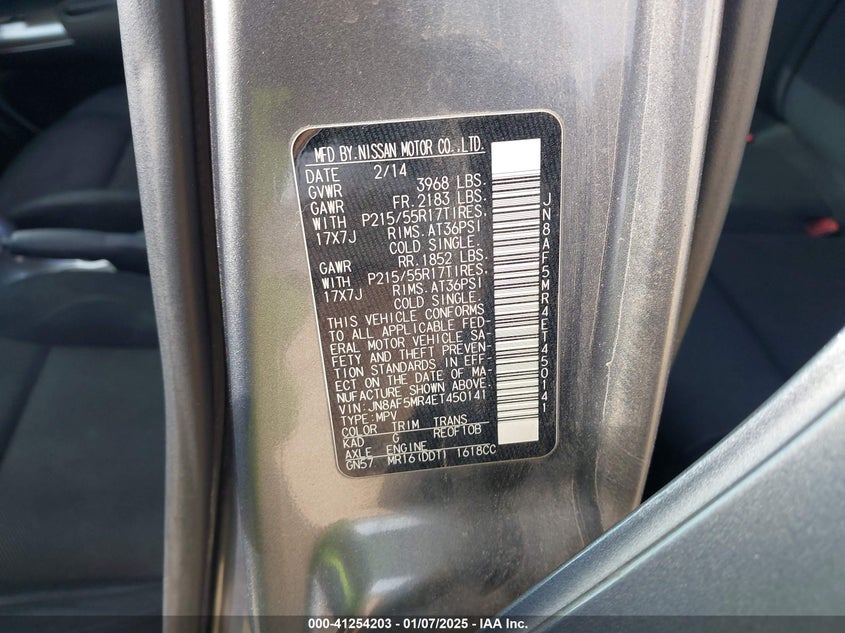 MFD BY.NISSAN MOTOR CO.,LTD.
DATE 2/14
GVWR 3968 LBS.
GAWR FR.2183 LBS.
WITH P215/55R17TIRES,
17X7J RIMS.AT36PSI
COLD SINGLE.
GAWR RR.1852 LBS.
WITH P215/55R17TIRES,
17X7J RIMS.AT36PSI
COLD SINGLE.
THIS VEHICLE CONFORMS
TO ALL APPLICABLE FED-
ERAL MOTOR VEHICLE SA-
FETY AND THEFT PREVEN-
TION STANDARDS IN EFF-
ECT ON THE DATE OF MA-
NUFACTURE SHOWN ABOVE.
VIN:JN8AF5MR4ET450141
TYPE:MPV
COLOR TRIM TRANS
KAD G RE0F10B
AXLE ENGINE
GN57 MR16(DDT) 1618CC
JN8AF5MR4ET450141
000-41254203 - 01/07/2025 - IAA Inc.